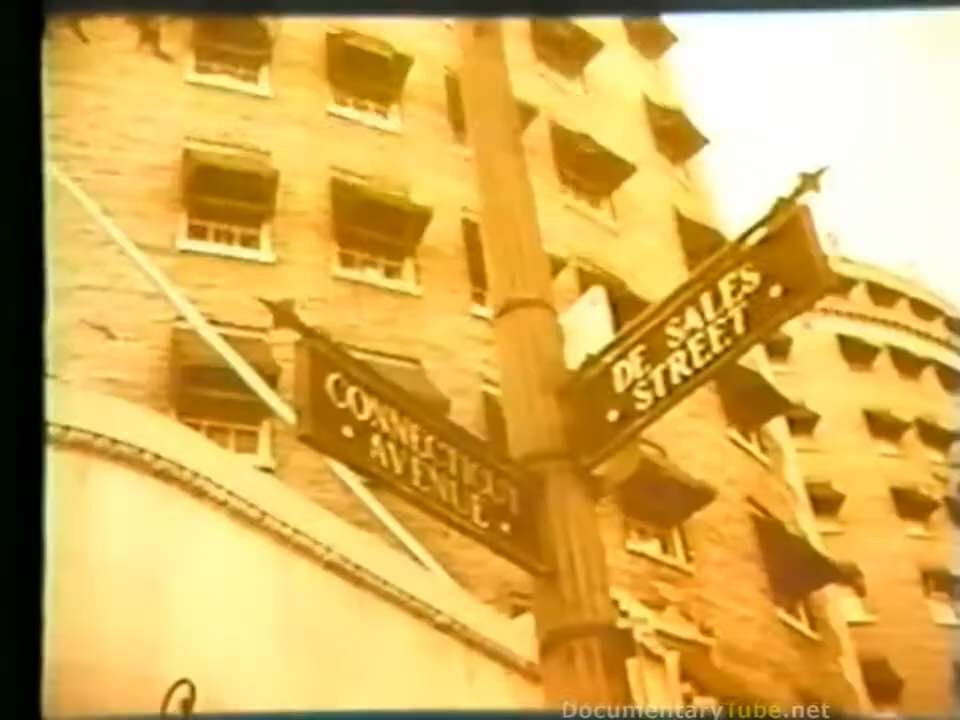 CONNECTICUT
AVENUE
DE SALES
STREET
DocumentaryTube.net